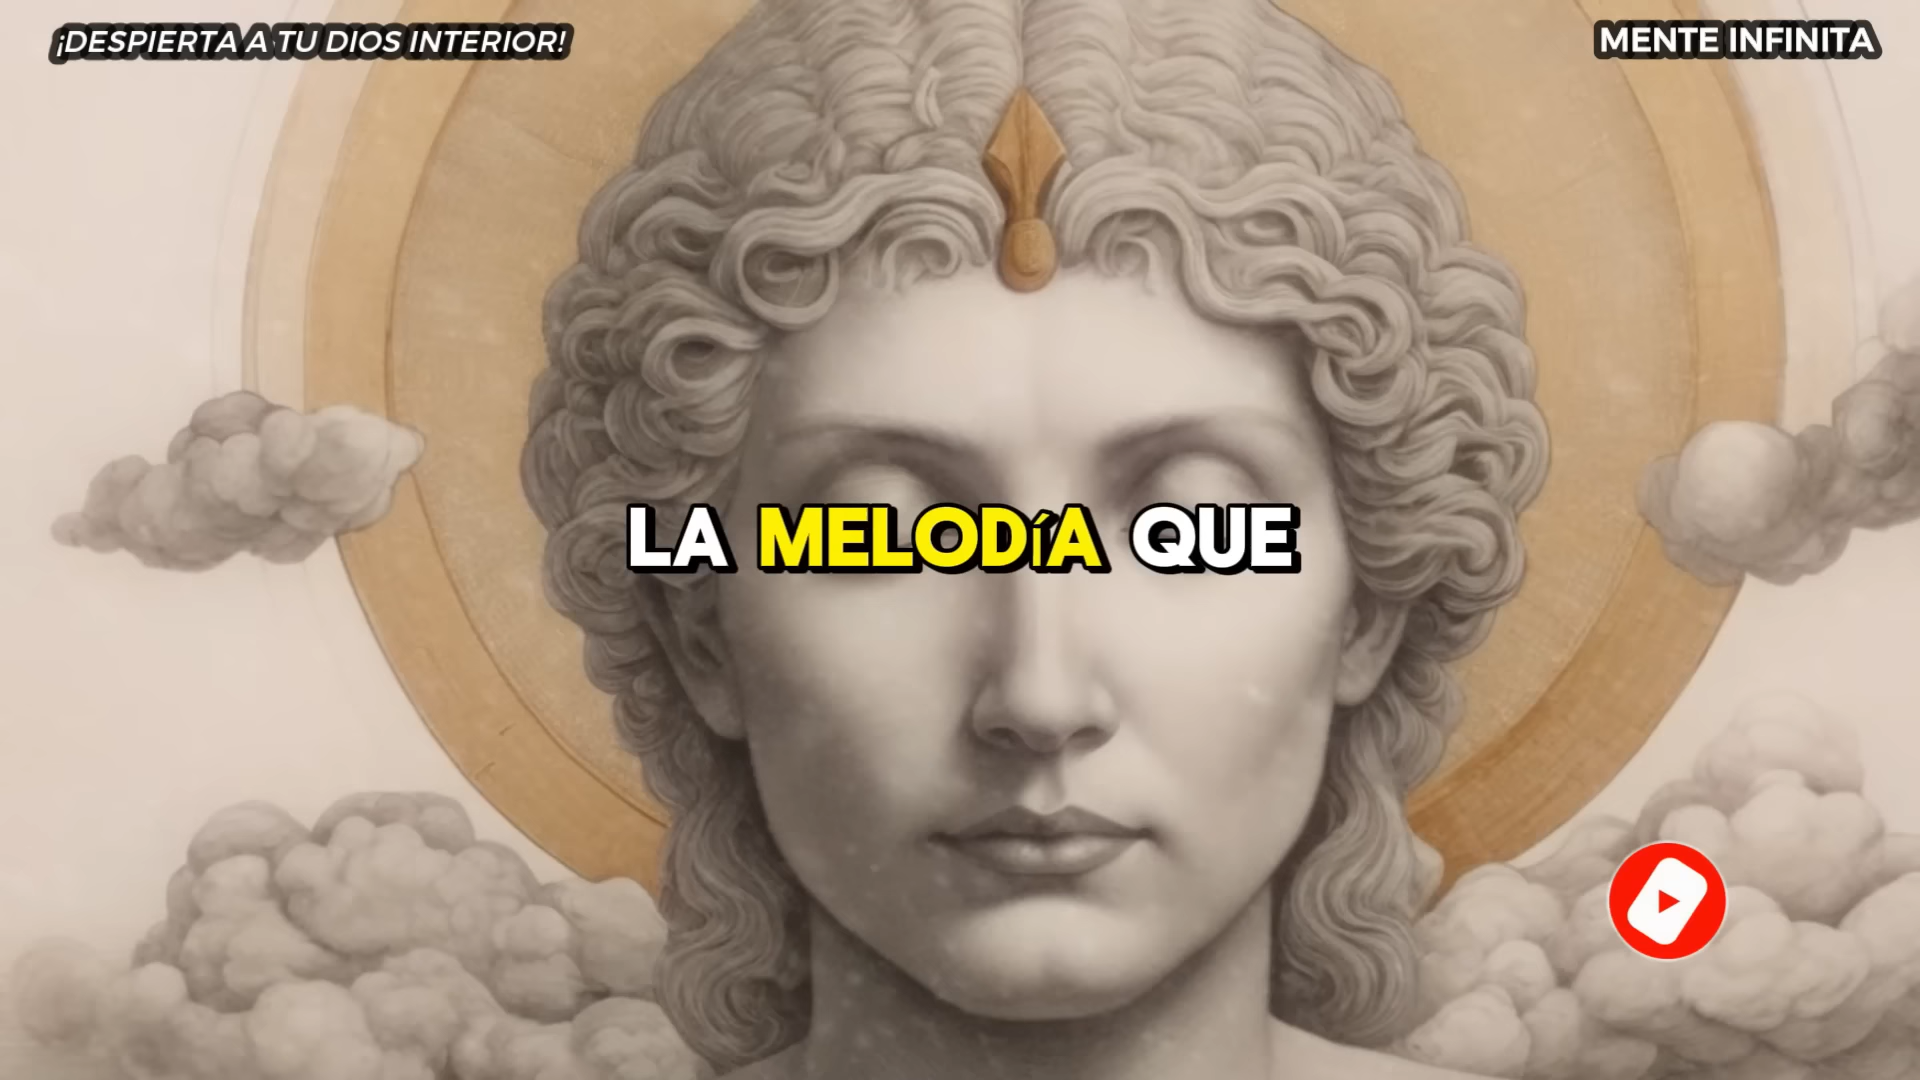 ¡DESPIERTA A TU DIOS INTERIOR!
MENTE INFINITA
LA MELODíA QUE